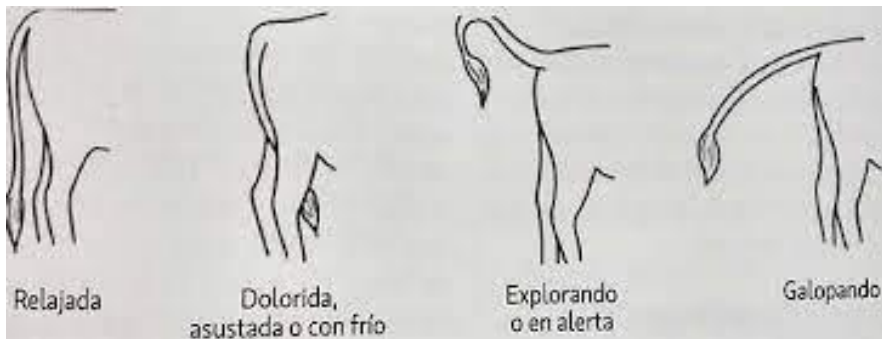 Relajada
Dolorida,
asustada o con frío
Explorando
o en alerta
Galopando